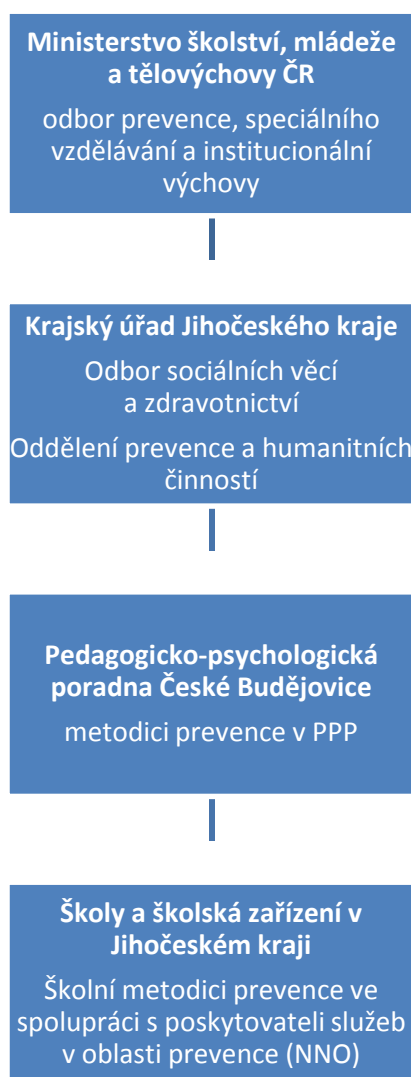 Ministerstvo školství, mládeže
a tělovýchovy ČR
odbor prevence, speciálního
vzdělávání a institucionální
výchovy
Krajský úřad Jihočeského kraje
Odbor sociálních věcí
a zdravotnictví
Oddělení prevence a humanitních
činností
Pedagogicko-psychologická
poradna České Budějovice
metodici prevence v PPP
Školy a školská zařízení v
Jihočeském kraji
Školní metodici prevence ve
spolupráci s poskytovateli služeb
v oblasti prevence (NNO)